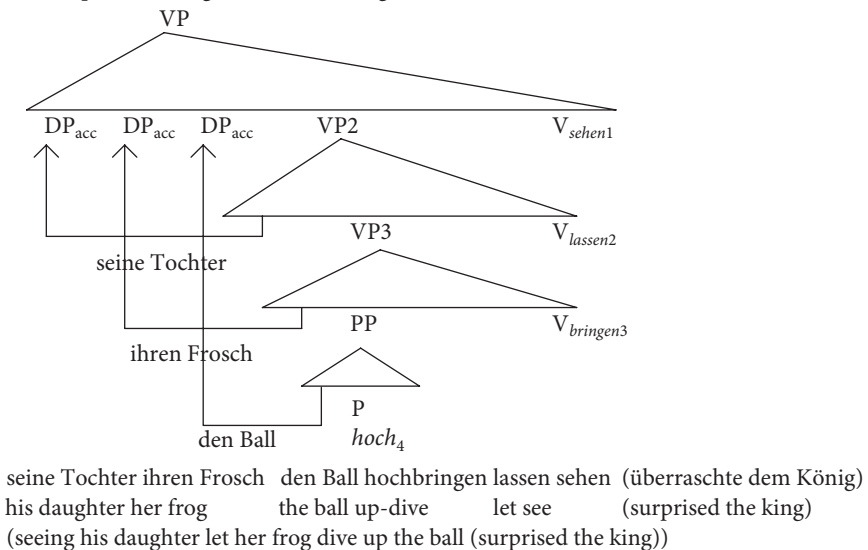 VP
DPacc DPacc DPacc VP2 Vsehen1
VP3 Vlassen2
seine Tochter
PP Vbringen3
ihren Frosch
P
den Ball hoch4
seine Tochter ihren Frosch den Ball hochbringen lassen sehen (überraschte dem König)
his daughter her frog the ball up-dive let see (surprised the king)
(seeing his daughter let her frog dive up the ball (surprised the king))